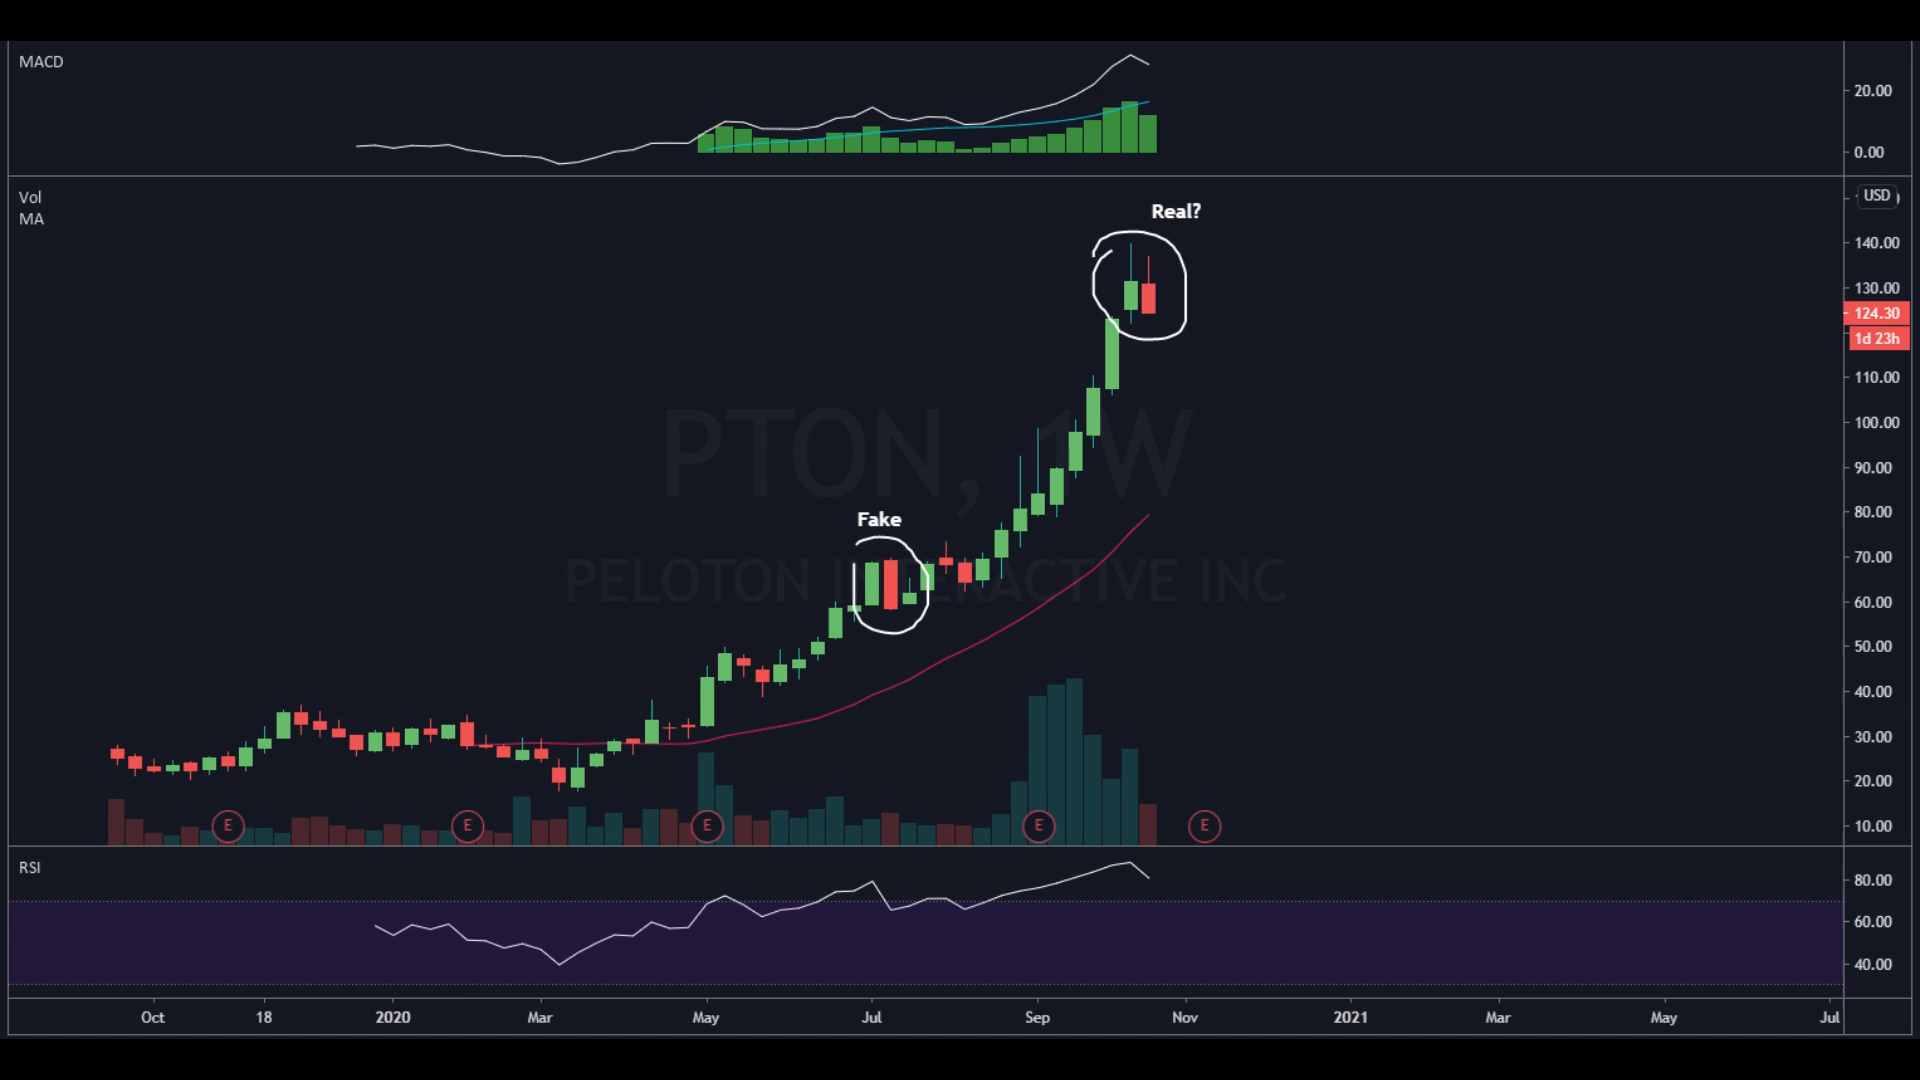 MACD
20.00
0.00
Vol
MA
USD
Real?
140.00
130.00
124.30
1d 23h
110.00
100.00
PTON, 1W
90.00
Fake
80.00
70.00
PELOTON INTERACTIVE INC
60.00
50.00
40.00
30.00
20.00
E E E E E
10.00
RSI
80.00
60.00
40.00
Oct 18 2020 Mar May Jul Sep Nov 2021 Mar May Jul